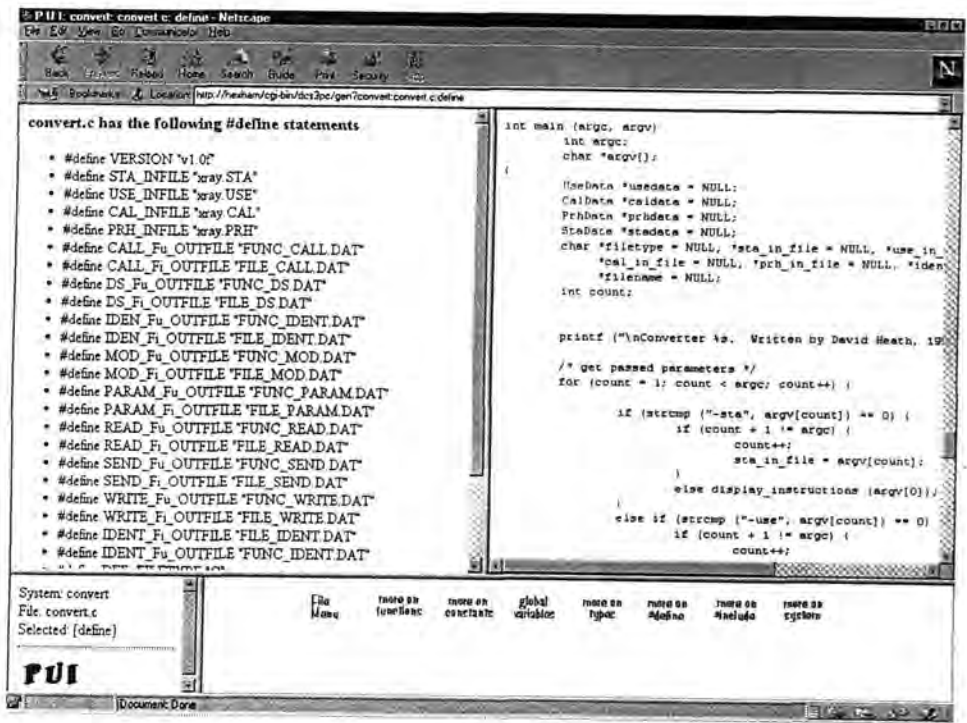 PUI: convert: convert c: define - Netscape
File Edit View Go Communicator Help
Back Reload Home Search Guide Print Security
Bookmarks Location: http://hexham/cgi-bin/dcs3pc/gen?convert:convert.c:define
convert.c has the following #define statements
• #define VERSION "v1.0f"
• #define STA_INFILE "xray.STA"
• #define USE_INFILE "xray.USE"
• #define CAL_INFILE "xray.CAL"
• #define PRH_INFILE "xray.PRH"
• #define CALL_Fu_OUTFILE "FUNC_CALL.DAT"
• #define CALL_Fi_OUTFILE "FILE_CALL.DAT"
• #define DS_Fu_OUTFILE "FUNC_DS.DAT"
• #define DS_Fi_OUTFILE "FILE_DS.DAT"
• #define IDEN_Fu_OUTFILE "FUNC_IDENT.DAT"
• #define IDEN_Fi_OUTFILE "FILE_IDENT.DAT"
• #define MOD_Fu_OUTFILE "FUNC_MOD.DAT"
• #define MOD_Fi_OUTFILE "FILE_MOD.DAT"
• #define PARAM_Fu_OUTFILE "FUNC_PARAM.DAT"
• #define PARAM_Fi_OUTFILE "FILE_PARAM.DAT"
• #define READ_Fu_OUTFILE "FUNC_READ.DAT"
• #define READ_Fi_OUTFILE "FILE_READ.DAT"
• #define SEND_Fu_OUTFILE "FUNC_SEND.DAT"
• #define SEND_Fi_OUTFILE "FILE_SEND.DAT"
• #define WRITE_Fu_OUTFILE "FUNC_WRITE.DAT"
• #define WRITE_Fi_OUTFILE "FILE_WRITE.DAT"
• #define IDENT_Fi_OUTFILE "FILE_IDENT.DAT"
• #define IDENT_Fu_OUTFILE "FUNC_IDENT.DAT"
int main (argc, argv)
int argc;
char *argv[];
{
UseData *usedata = NULL;
CalData *caldata = NULL;
PrhData *prhdata = NULL;
StaData *stadata = NULL;
char *filetype = NULL, *sta_in_file = NULL, *use_in_
*cal_in_file = NULL, *prh_in_file = NULL, *iden
*filename = NULL;
int count;
printf ("\nConverter %s. Written by David Heath, 19
/* get passed parameters */
for (count = 1; count < argc; count++) {
if (strcmp ("-sta", argv[count]) == 0) {
if (count + 1 != argc) {
count++;
sta_in_file = argv[count];
}
else display_instructions (argv[0]);
}
else if (strcmp ("-use", argv[count]) == 0)
if (count + 1 != argc) {
count++;
System: convert
File: convert.c
Selected: [define]
PUI
File Menu
more on functions
more on constants
global variables
more on types
more on #define
more on #include
more on system
Document: Done